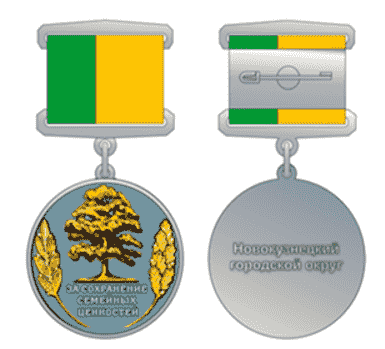 ЗА СОХРАНЕНИЕ
СЕМЕЙНЫХ
ЦЕННОСТЕЙ
Новокузнецкий
городской округ